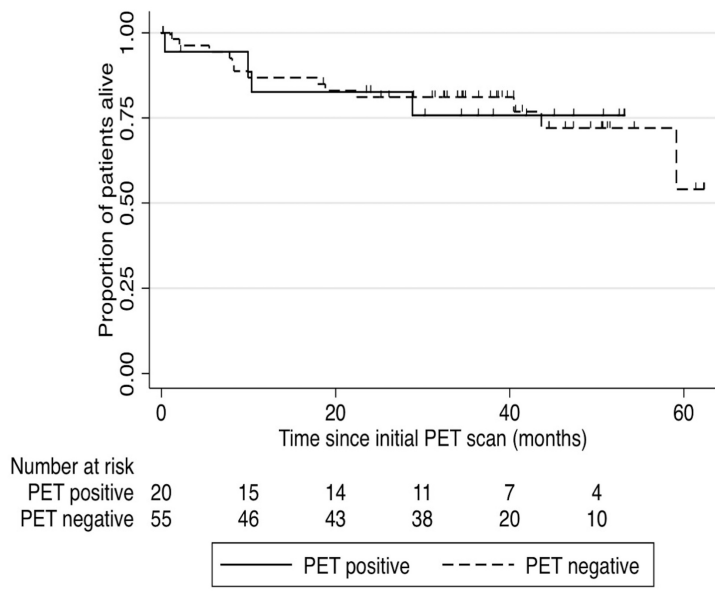 Proportion of patients alive
1.00
0.75
0.50
0.25
0.00
0 20 40 60
Time since initial PET scan (months)
Number at risk
PET positive 20 15 14 11 7 4
PET negative 55 46 43 38 20 10
PET positive PET negative